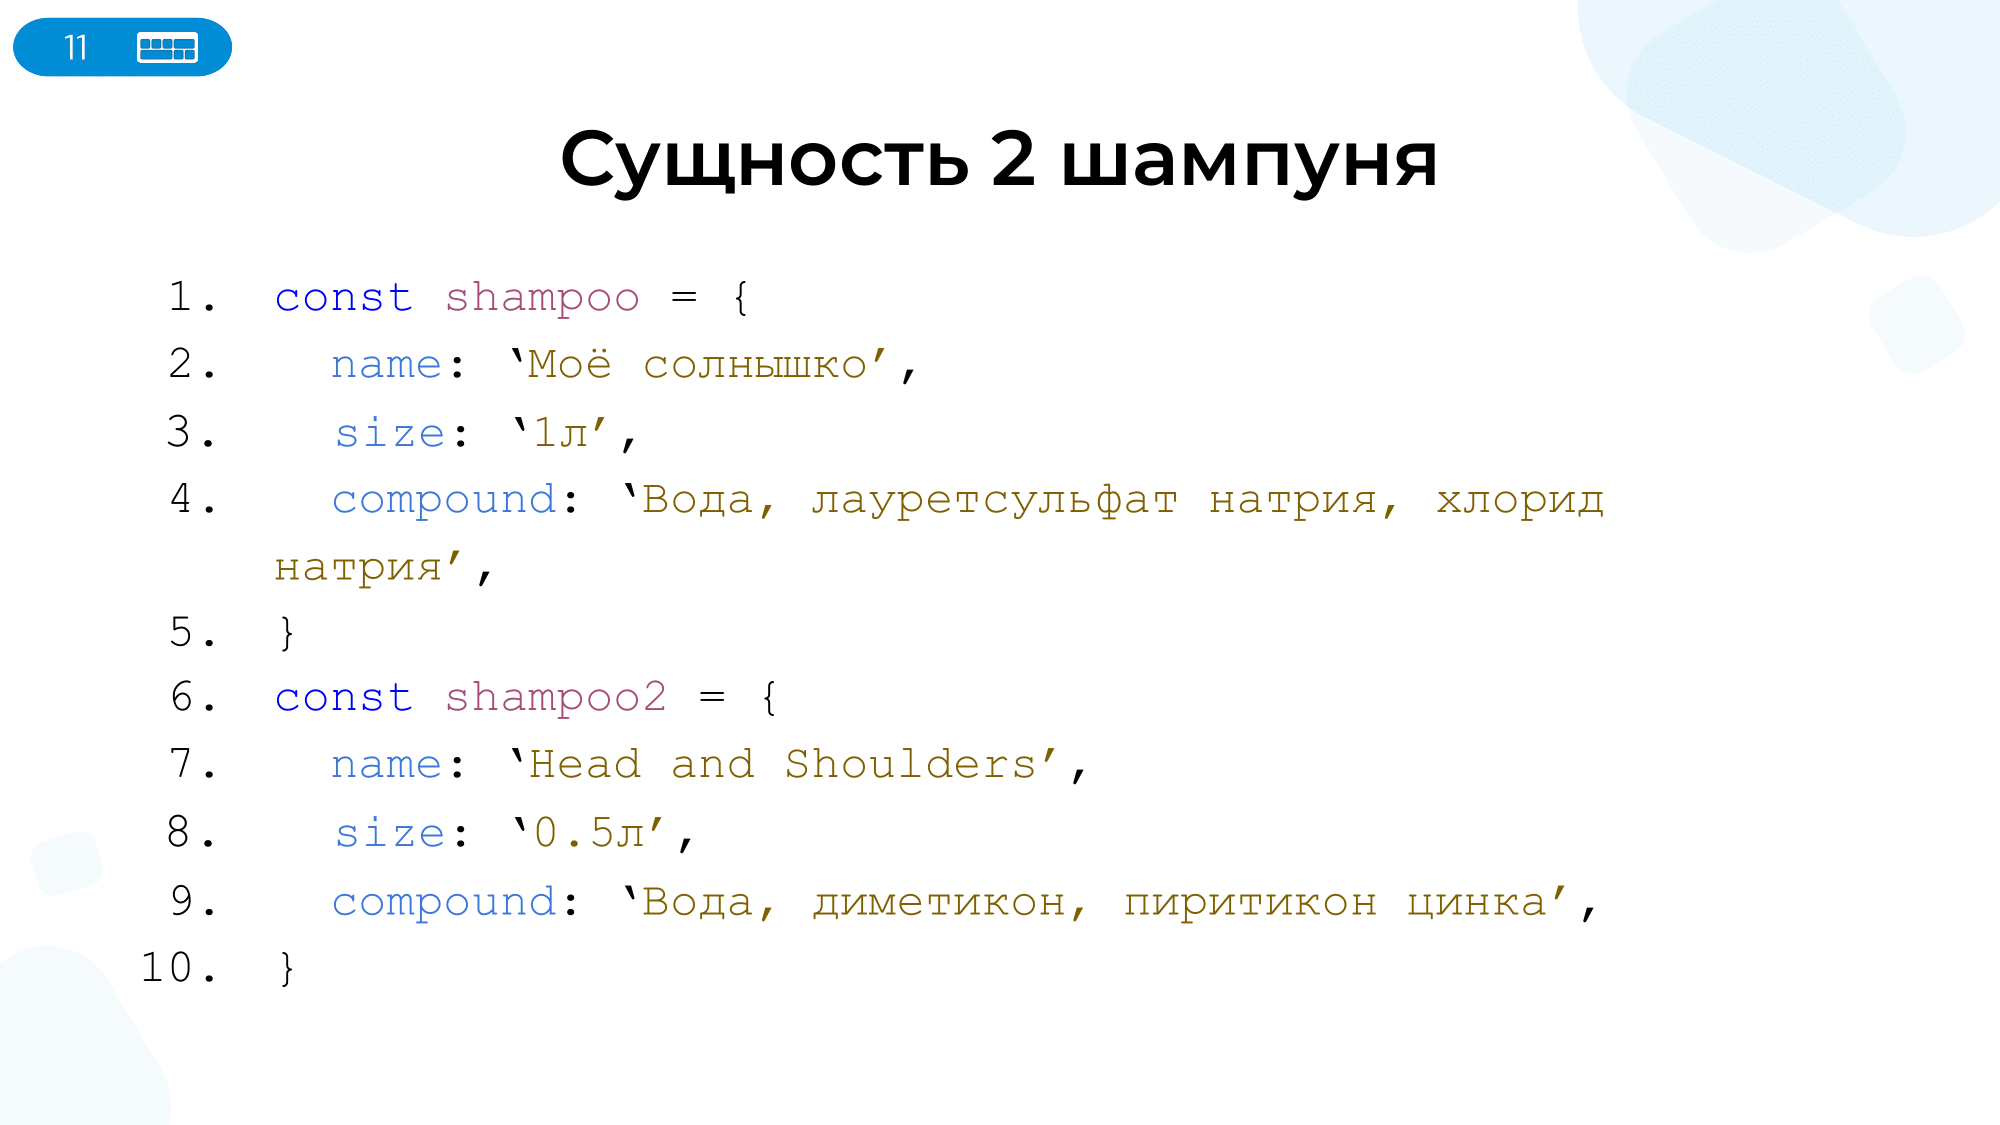 11
Сущность 2 шампуня
1. const shampoo = {
2.   name: ‘Моё солнышко’,
3.   size: ‘1л’,
4.   compound: ‘Вода, лауретсульфат натрия, хлорид
натрия’,
5. }
6. const shampoo2 = {
7.   name: ‘Head and Shoulders’,
8.   size: ‘0.5л’,
9.   compound: ‘Вода, диметикон, пиритикон цинка’,
10. }